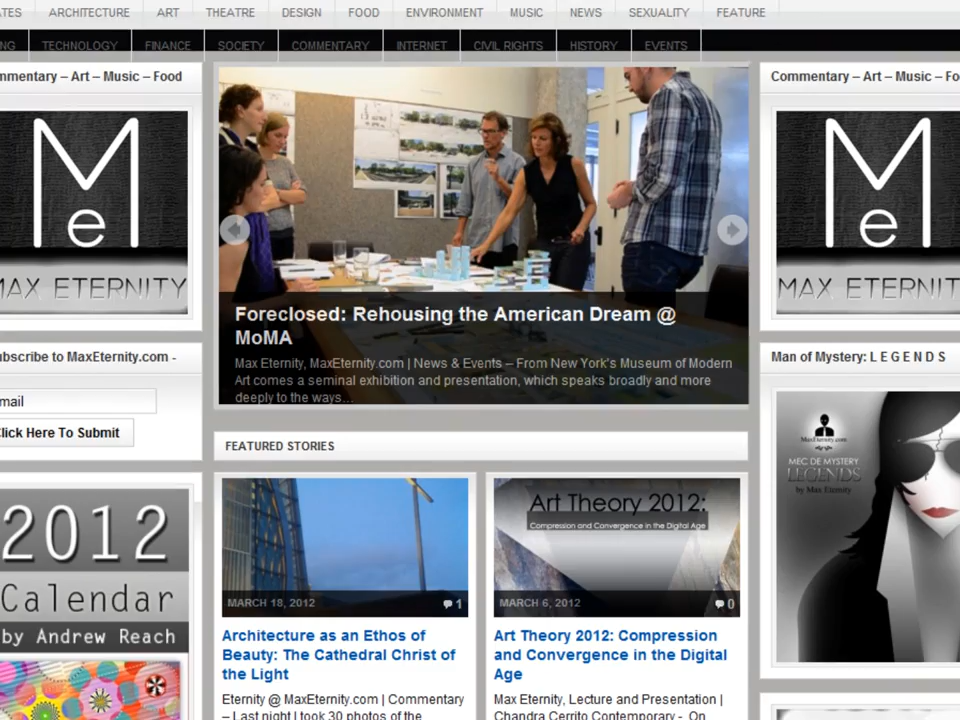 ARCHITECTURE ART THEATRE DESIGN FOOD ENVIRONMENT MUSIC NEWS SEXUALITY FEATURE
TECHNOLOGY FINANCE SOCIETY COMMENTARY INTERNET CIVIL RIGHTS HISTORY EVENTS
– Art – Music – Food
Me
MAX ETERNITY
to MaxEternity.com -
Click Here To Submit
2012
Calendar
by Andrew Reach
Foreclosed: Rehousing the American Dream @
MoMA
Max Eternity, MaxEternity.com | News & Events – From New York's Museum of Modern
Art comes a seminal exhibition and presentation, which speaks broadly and more
deeply to the ways…
FEATURED STORIES
MARCH 18, 2012 1
Architecture as an Ethos of
Beauty: The Cathedral Christ of
the Light
Eternity @ MaxEternity.com | Commentary
– Last night I took 30 photos of the
Art Theory 2012:
Compression and Convergence in the Digital Age
MARCH 6, 2012 0
Art Theory 2012: Compression
and Convergence in the Digital
Age
Max Eternity, Lecture and Presentation |
Chandra Cerrito Contemporary - On
Commentary – Art – Music –
Me
MAX ETERNITY
Man of Mystery: L E G E N D S
MaxEternity.com
MEC DE MYSTERY
LEGENDS
by Max Eternity